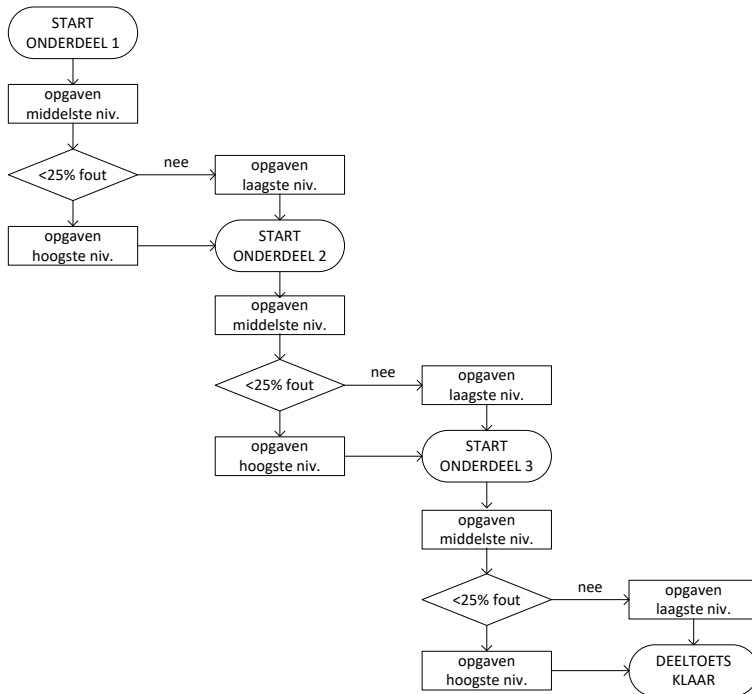 START
ONDERDEEL 1
opgaven
middelste niv.
<25% fout
nee
opgaven
laagste niv.
opgaven
hoogste niv.
START
ONDERDEEL 2
opgaven
middelste niv.
<25% fout
nee
opgaven
laagste niv.
opgaven
hoogste niv.
START
ONDERDEEL 3
opgaven
middelste niv.
<25% fout
nee
opgaven
laagste niv.
opgaven
hoogste niv.
DEELTOETS
KLAAR